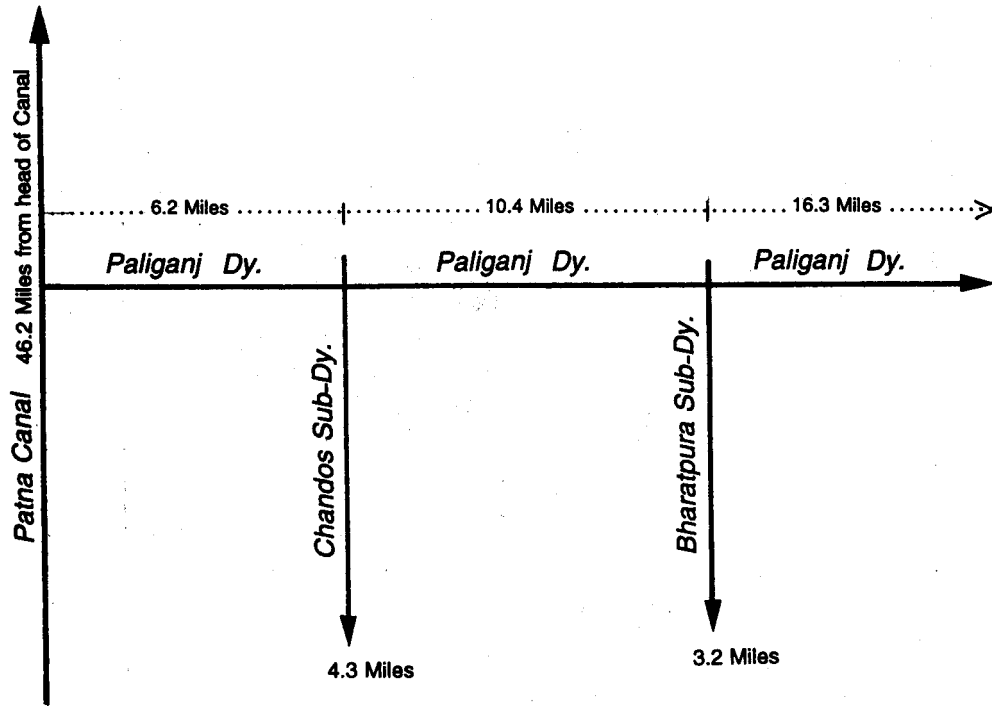 Patna Canal 46.2 Miles from head of Canal
6.2 Miles
10.4 Miles
16.3 Miles
Paliganj Dy.
Paliganj Dy.
Paliganj Dy.
Chandos Sub-Dy.
Bharatpura Sub-Dy.
4.3 Miles
3.2 Miles